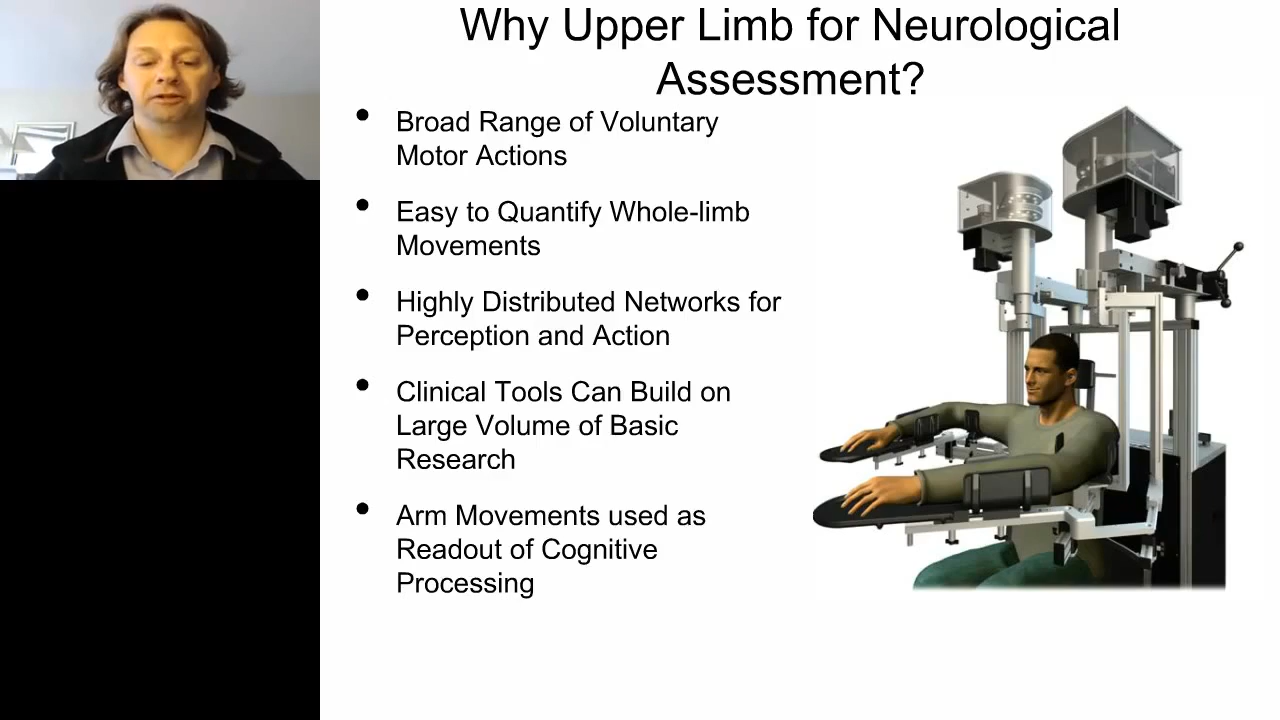 Why Upper Limb for Neurological
Assessment?
• Broad Range of Voluntary
Motor Actions
• Easy to Quantify Whole-limb
Movements
• Highly Distributed Networks for
Perception and Action
• Clinical Tools Can Build on
Large Volume of Basic
Research
• Arm Movements used as
Readout of Cognitive
Processing